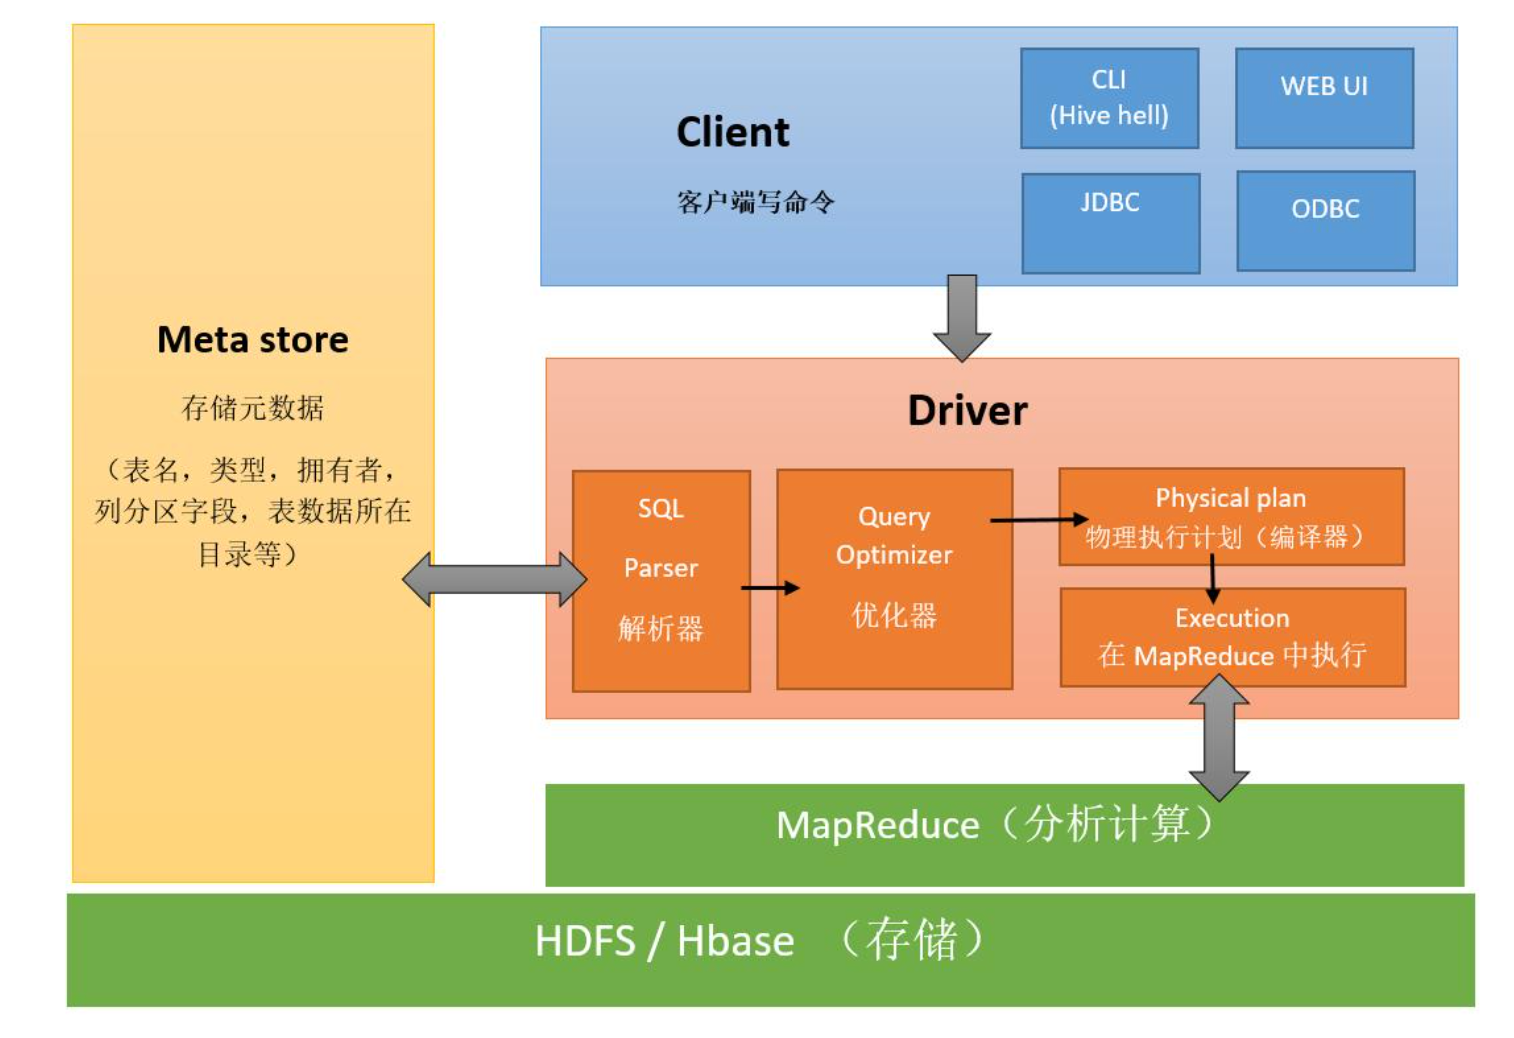 Meta store
存储元数据
（表名，类型，拥有者，
列分区字段，表数据所在
目录等）
Client
客户端写命令
CLI
(Hive hell)
WEB UI
JDBC
ODBC
Driver
SQL
Parser
解析器
Query
Optimizer
优化器
Physical plan
物理执行计划（编译器）
Execution
在 MapReduce 中执行
MapReduce（分析计算）
HDFS / Hbase （存储）